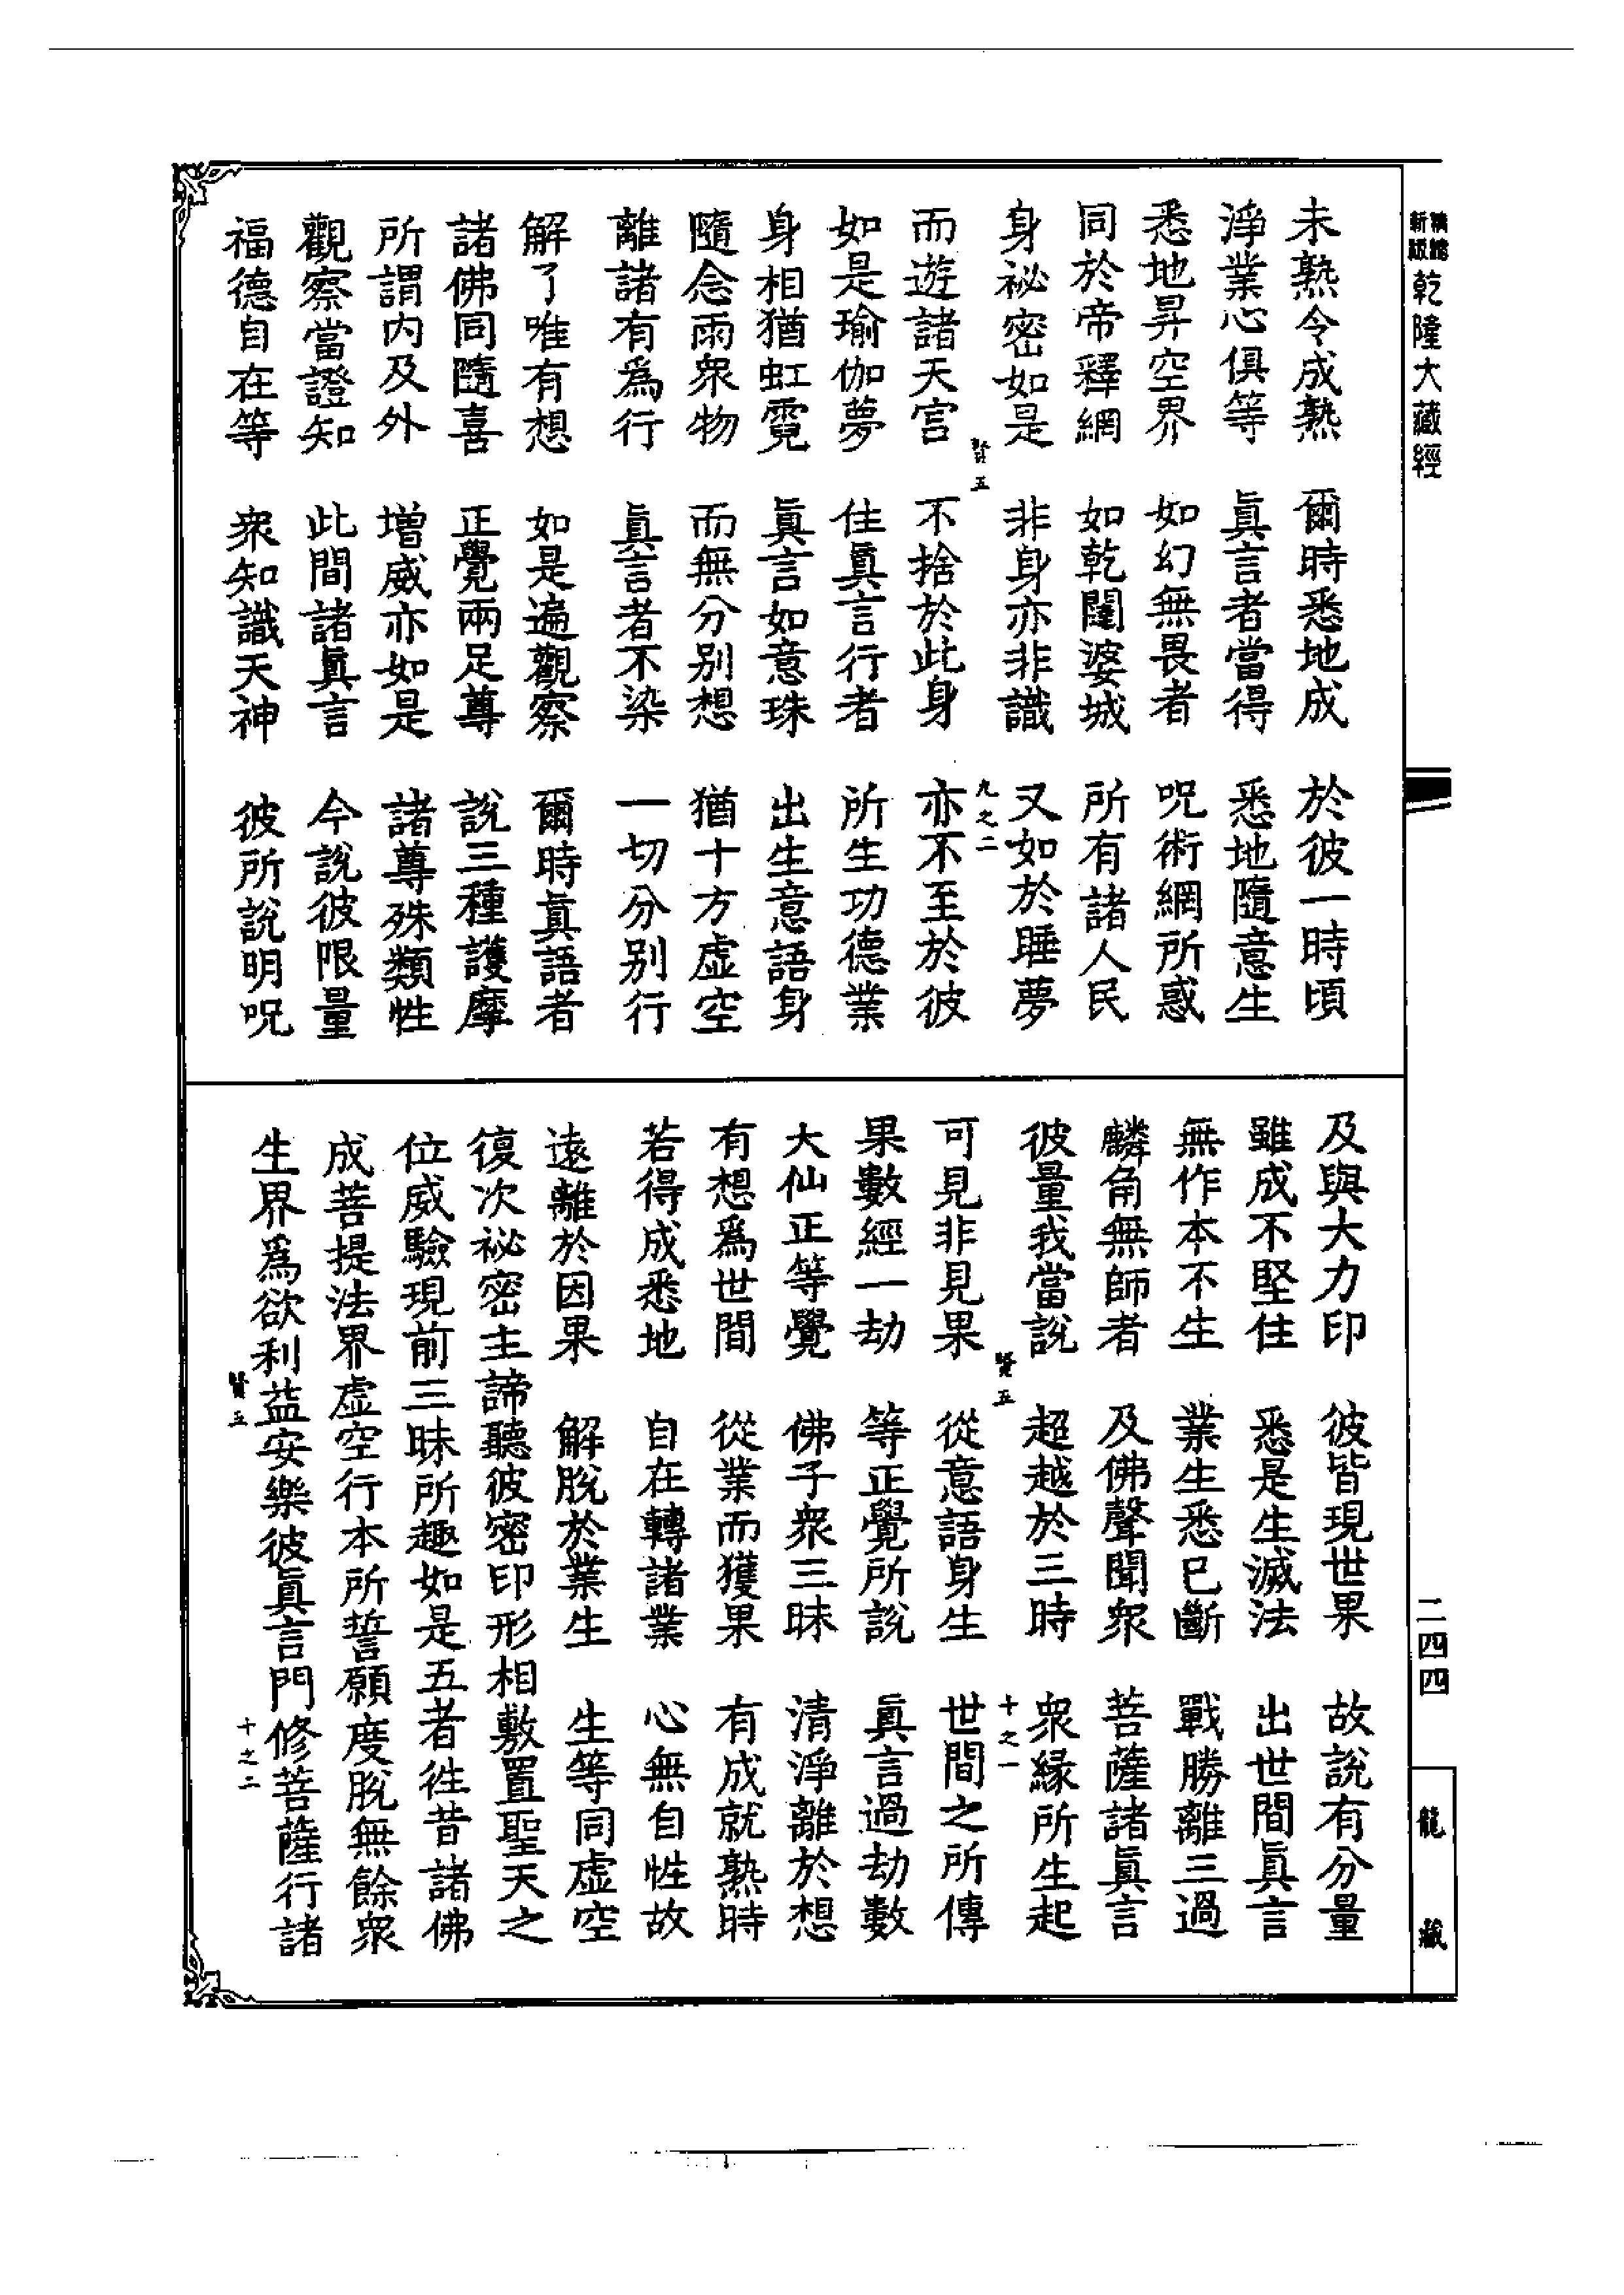 新版
乾隆大藏經
未熟令成熟　爾時悉地成　於彼一時頃
淨業心俱等　眞言者當得　悉地隨意生
悉地昇空界　如幻無畏者　呪術網所惑
同於帝釋網　如乾闥婆城　所有諸人民
身祕密如是　非身亦非識　又如於睡夢
賢五　九之二
而遊諸天宮　不捨於此身　亦不至於彼
如是瑜伽夢　住眞言行者　所生功德業
身相猶虹霓　眞言如意珠　出生意語身
隨念雨衆物　而無分別想　猶十方虛空
離諸有爲行　眞言者不染　一切分別行
解了唯有想　如是遍觀察　爾時眞語者
諸佛同隨喜　正覺兩足尊　說三種護摩
所謂內及外　增威亦如是　諸尊殊類性
觀察當證知　此間諸眞言　今說彼限量
福德自在等　衆知識天神　彼所說明呪
及與大力印　彼皆現世果　故說有分量
雖成不堅住　悉是生滅法　出世間眞言
無作本不生　業生悉已斷　戰勝離三過
麟角無師者　及佛聲聞衆　菩薩諸眞言
彼量我當說　超越於三時　衆緣所生起
賢五　十之一
可見非見果　從意語身生　世間之所傳
果數經一劫　等正覺所說　眞言過劫數
大仙正等覺　佛子衆三昧　清淨離於想
有想爲世間　從業而獲果　有成就熟時
若得成悉地　自在轉諸業　心無自性故
遠離於因果　解脫於業生　生等同虛空
復次祕密主諦聽彼密印形相敷置聖天之
位威驗現前三昧所趣如是五者往昔諸佛
成菩提法界虛空行本所誓願度脫無餘衆
生界爲欲利益安樂彼眞言門修菩薩行諸
賢五　十之二
二四四
龍藏